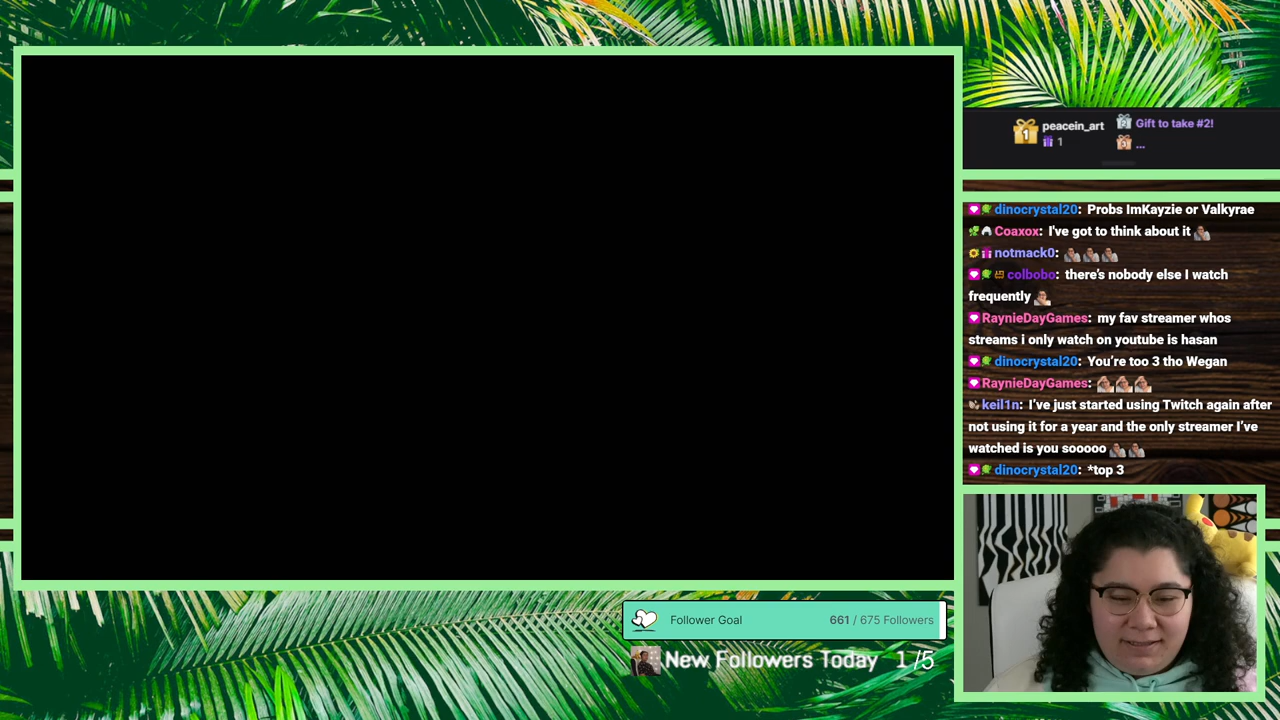 peacein_art
1
1
Gift to take #2!
...
dinocrystal20: Probs ImKayzie or Valkyrae
Coaxox: I've got to think about it
notmack0:
colbobo: there's nobody else I watch
frequently
RaynieDayGames: my fav streamer whos
streams i only watch on youtube is hasan
dinocrystal20: You're too 3 tho Wegan
RaynieDayGames:
keil1n: I've just started using Twitch again after
not using it for a year and the only streamer I've
watched is you sooooo
dinocrystal20: *top 3
Follower Goal 661 / 675 Followers
New Followers Today 1 /5